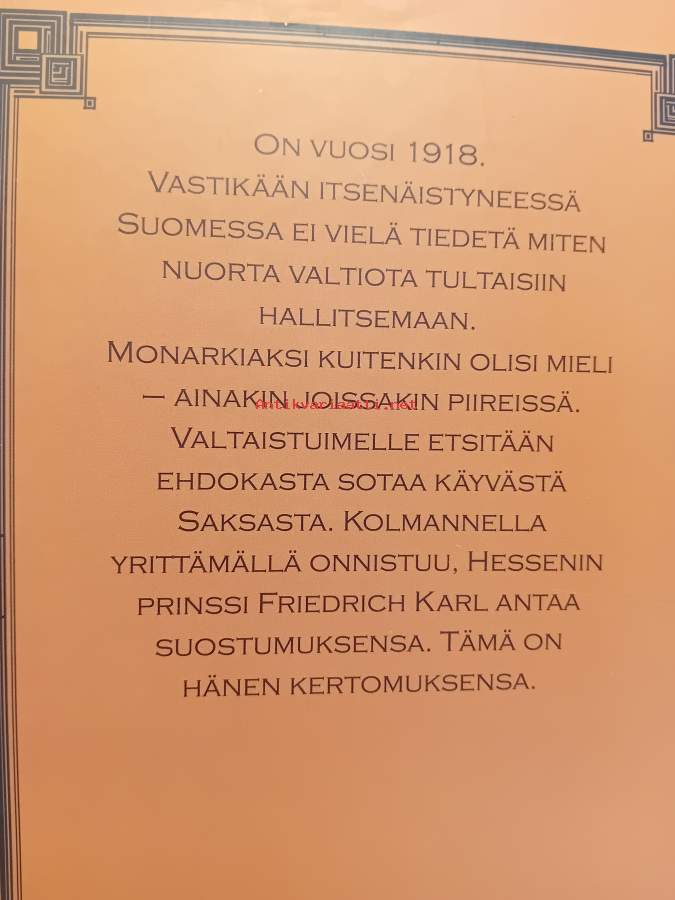 ON VUOSI 1918.
VASTIKÄÄN ITSENÄISTYNEESSÄ
SUOMESSA EI VIELÄ TIEDETÄ MITEN
NUORTA VALTIOTA TULTAISIIN
HALLITSEMAAN.
MONARKIAKSI KUITENKIN OLISI MIELI
– AINAKIN JOISSAKIN PIIREISSÄ.
Antikvariaatti.net
VALTAISTUIMELLE ETSITÄÄN
EHDOKASTA SOTAA KÄYVÄSTÄ
SAKSASTA. KOLMANNELLA
YRITTÄMÄLLÄ ONNISTUU, HESSENIN
PRINSSI FRIEDRICH KARL ANTAA
SUOSTUMUKSENSA. TÄMÄ ON
HÄNEN KERTOMUKSENSA.